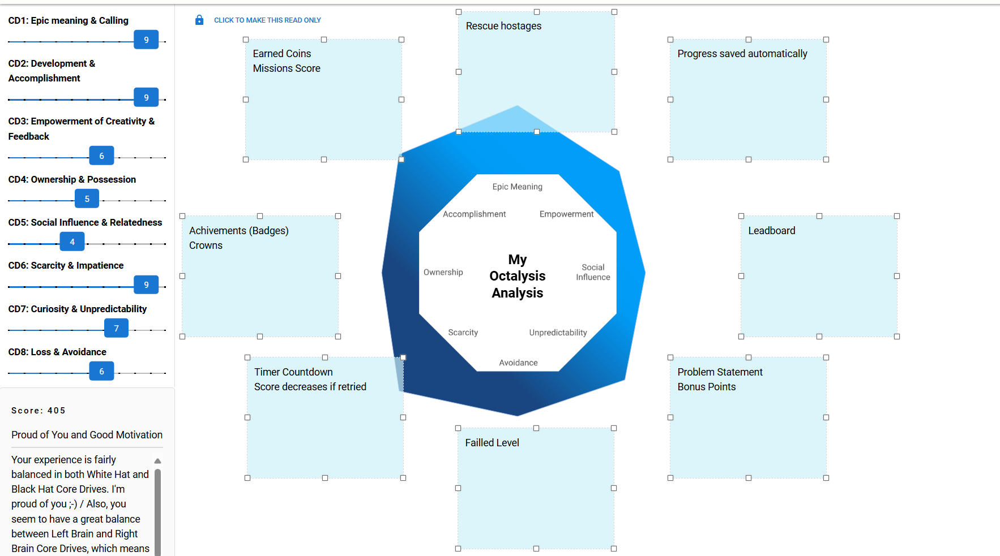 CD1: Epic meaning & Calling
9
CD2: Development &
Accomplishment
9
CD3: Empowerment of Creativity &
Feedback
6
CD4: Ownership & Possession
5
CD5: Social Influence & Relatedness
4
CD6: Scarcity & Impatience
9
CD7: Curiosity & Unpredictability
7
CD8: Loss & Avoidance
6
Score: 405
Proud of You and Good Motivation
Your experience is fairly
balanced in both White Hat and
Black Hat Core Drives. I'm
proud of you ;-) / Also, you
seem to have a great balance
between Left Brain and Right
Brain Core Drives, which means
CLICK TO MAKE THIS READ ONLY
Rescue hostages
Earned Coins
Missions Score
Progress saved automatically
Achivements (Badges)
Crowns
Leadboard
Timer Countdown
Score decreases if retried
Problem Statement
Bonus Points
Failled Level
Epic Meaning
Accomplishment
Empowerment
Ownership
Social
Influence
My
Octalysis
Analysis
Scarcity
Unpredictability
Avoidance